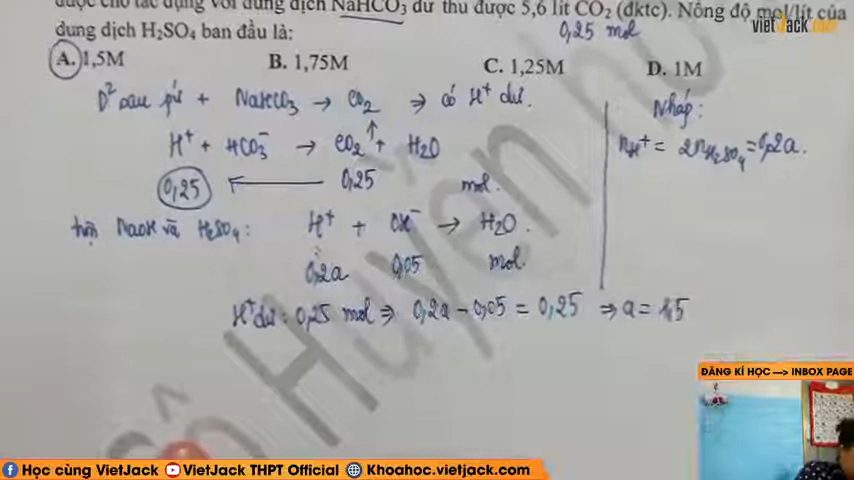 được cho tác dụng với dung dịch NaHCO3 dư thu được 5,6 lít CO2 (đktc). Nồng độ mol/lít của
dung dịch H2SO4 ban đầu là:
0,25 mol
vietJack.com
A. 1,5M B. 1,75M C. 1,25M D. 1M
D² sau pứ + NaHCO3 → CO2 ⇒ có H+ dư.
Nháp:
H+ + HCO3- → CO2↑ + H2O
nH+ = 2nH2SO4 = 0,2a.
0,25 ← 0,25 mol.
trộn NaOH và H2SO4: H+ + OH- → H2O.
0,2a 0,05 mol.
H+ dư: 0,25 mol ⇒ 0,2a - 0,05 = 0,25 ⇒ a = 1,5
Huyền
ĐĂNG KÍ HỌC —> INBOX PAGE
Học cùng VietJack VietJack THPT Official Khoahoc.vietjack.com